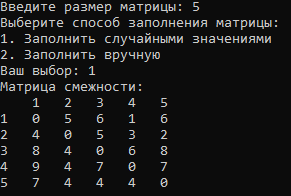 Введите размер матрицы: 5
Выберите способ заполнения матрицы:
1. Заполнить случайными значениями
2. Заполнить вручную
Ваш выбор: 1
Матрица смежности:
1 2 3 4 5
1 0 5 6 1 6
2 4 0 5 3 2
3 8 4 0 6 8
4 9 4 7 0 7
5 7 4 4 4 0